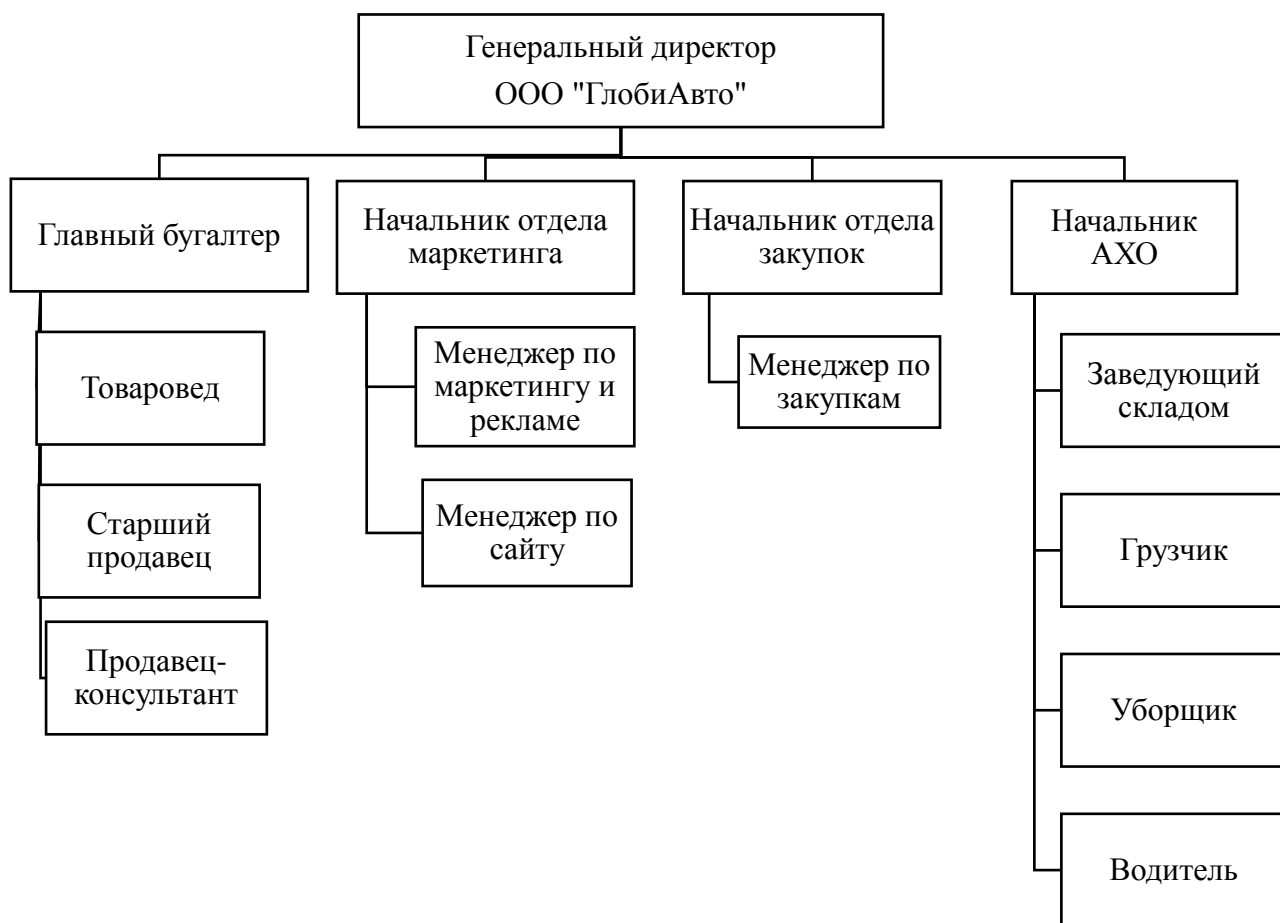 Генеральный директор
ООО "ГлобиАвто"
Главный бугалтер
Начальник отдела
маркетинга
Начальник отдела
закупок
Начальник
АХО
Товаровед
Менеджер по
маркетингу и
рекламе
Менеджер по
закупкам
Заведующий
складом
Старший
продавец
Менеджер по
сайту
Грузчик
Продавец-
консультант
Уборщик
Водитель